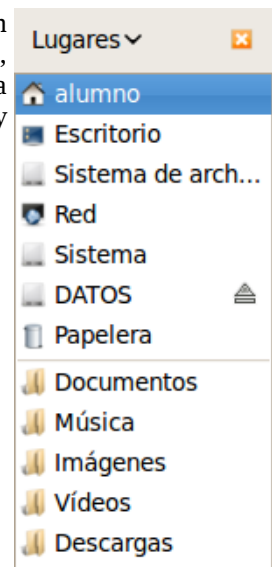 Lugares
alumno
Escritorio
Sistema de arch...
Red
Sistema
DATOS
Papelera
Documentos
Música
Imágenes
Vídeos
Descargas